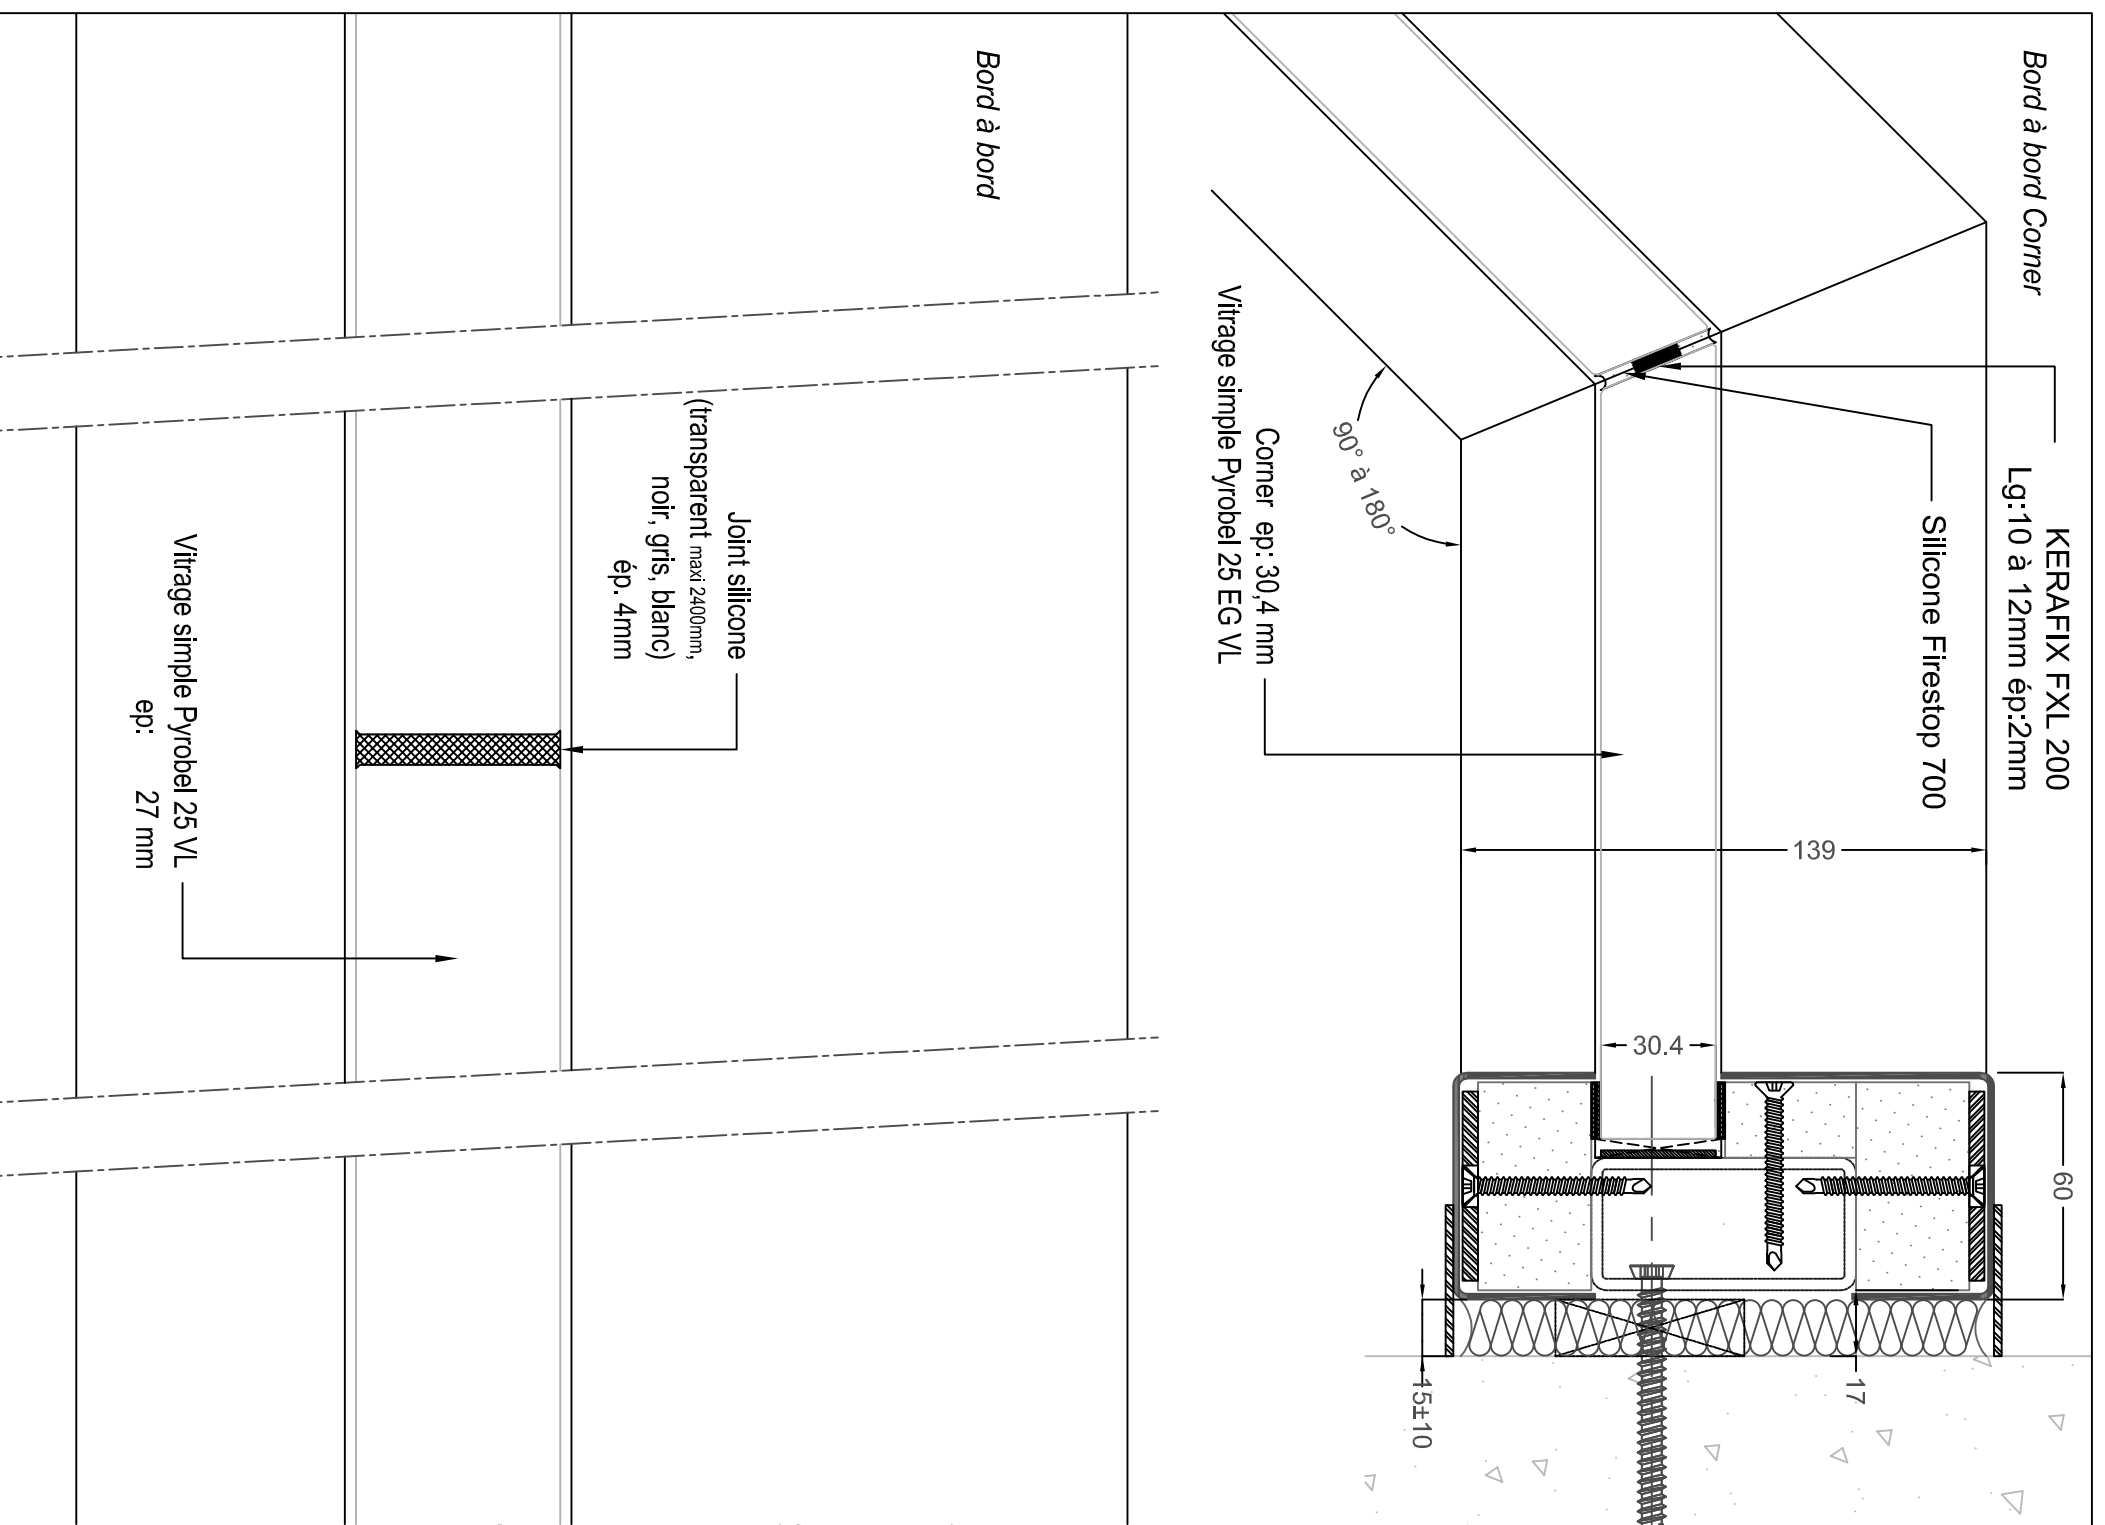 Bord à bord Corner
KERAFIX FXL 200
Lg:10 à 12mm ép:2mm
Silicone Firestop 700
139
60
30.4
17
15±10
90° à 180°
Corner ep: 30,4 mm
Vitrage simple Pyrobel 25 EG VL
Bord à bord
Joint silicone
(transparent maxi 2400mm,
noir, gris, blanc)
ép. 4mm
Vitrage simple Pyrobel 25 VL
ep: 27 mm